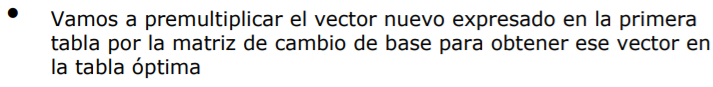 • Vamos a premultiplicar el vector nuevo expresado en la primera
tabla por la matriz de cambio de base para obtener ese vector en
la tabla óptima